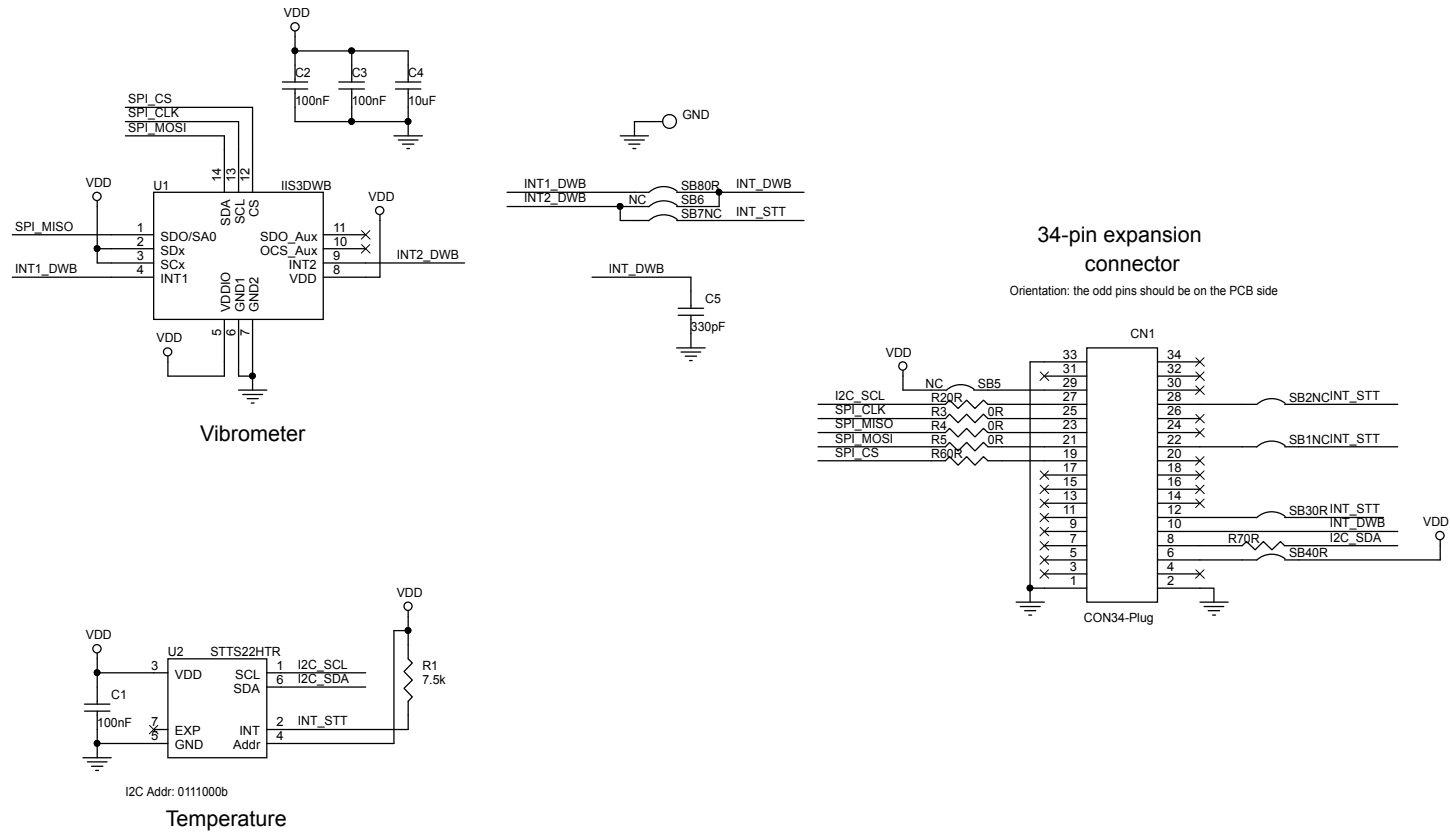 VDD
C2
C3
C4
100nF
100nF
10uF
SPI_CS
SPI_CLK
SPI_MOSI
GND
14
13
12
VDD
U1
IIS3DWB
VDD
SDA
SCL
CS
SPI_MISO
1
SDO/SA0
SDO_Aux
11
2
SDx
OCS_Aux
10
3
SCx
INT2
9
INT2_DWB
INT1_DWB
4
INT1
VDD
8
VDDIO
GND1
GND2
5
6
7
VDD
Vibrometer
INT1_DWB
SB80R
INT_DWB
INT2_DWB
NC
SB6
SB7NC
INT_STT
INT_DWB
C5
330pF
34-pin expansion
connector
Orientation: the odd pins should be on the PCB side
CN1
VDD
33
34
31
32
NC
SB5
29
30
I2C_SCL
R20R
27
28
SB2NCINT_STT
SPI_CLK
R3
0R
25
26
SPI_MISO
R4
0R
23
24
SPI_MOSI
R5
0R
21
22
SB1NCINT_STT
SPI_CS
R60R
19
20
17
18
15
16
13
14
11
12
SB30RINT_STT
9
10
INT_DWB
7
8
R70R
I2C_SDA
5
6
SB40R
VDD
3
4
1
2
CON34-Plug
VDD
VDD
U2
STTS22HTR
3
VDD
SCL
1
I2C_SCL
SDA
6
I2C_SDA
R1
7.5k
C1
100nF
7
EXP
INT
2
INT_STT
5
GND
Addr
4
I2C Addr: 0111000b
Temperature